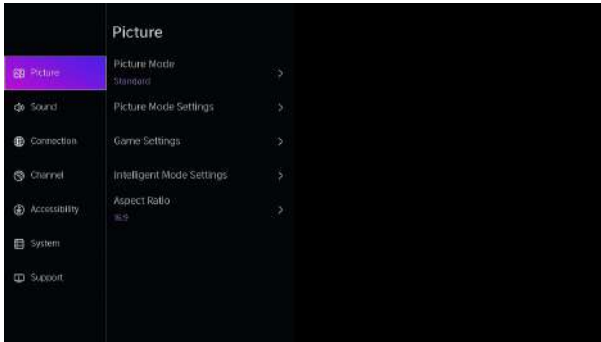 Picture
Picture
Sound
Connection
Channel
Accessibility
System
Support
Picture Mode
Standard
Picture Mode Settings
Game Settings
Intelligent Mode Settings
Aspect Ratio
16:9